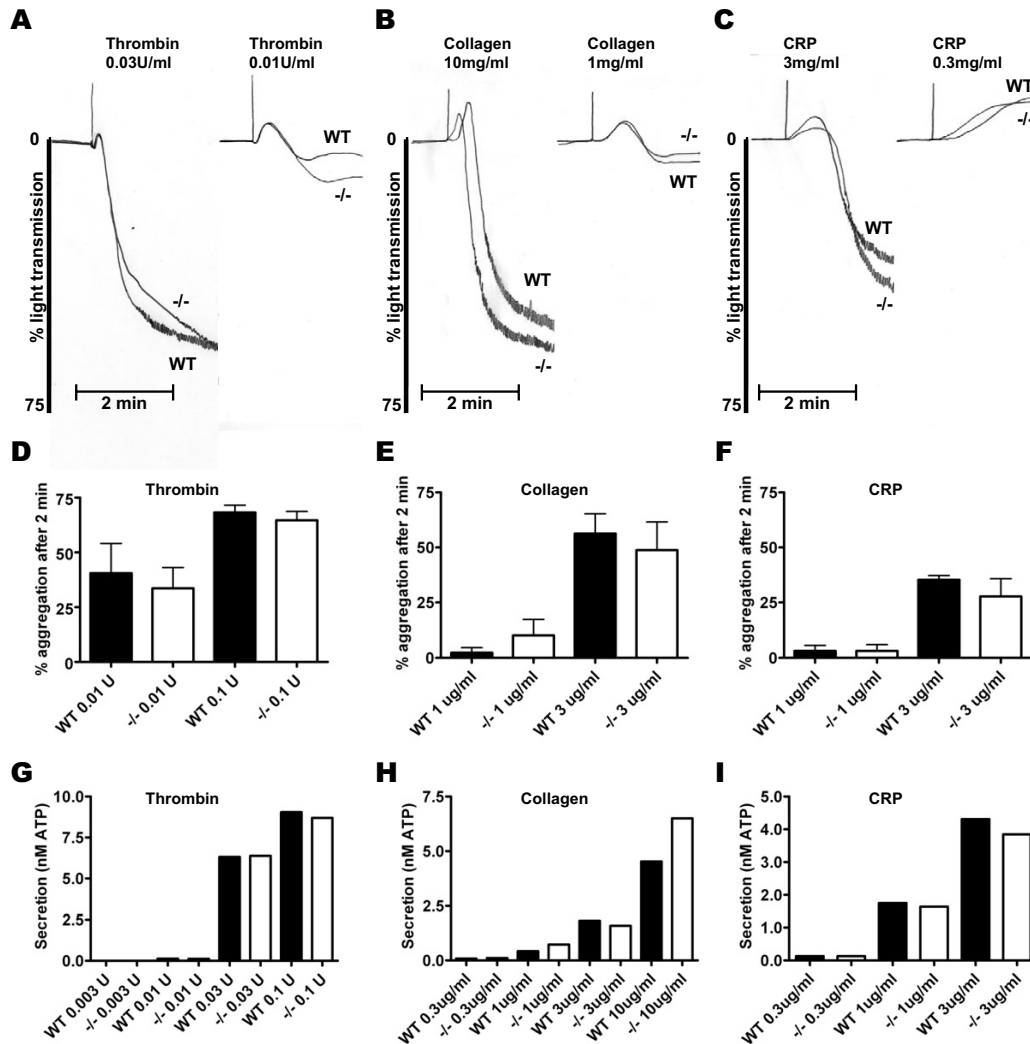 A
Thrombin
0.03U/ml
Thrombin
0.01U/ml
0
% light transmission
75
WT
-/-
-/-
WT
2 min
B
Collagen
10mg/ml
Collagen
1mg/ml
0
% light transmission
75
-/-
WT
WT
-/-
2 min
C
CRP
3mg/ml
CRP
0.3mg/ml
0
% light transmission
75
WT
-/-
WT
-/-
2 min
D
Thrombin
% aggregation after 2 min
75
50
25
0
WT 0.01 U
-/- 0.01 U
WT 0.1 U
-/- 0.1 U
E
Collagen
% aggregation after 2 min
75
50
25
0
WT 1 ug/ml
-/- 1 ug/ml
WT 3 ug/ml
-/- 3 ug/ml
F
CRP
% aggregation after 2 min
75
50
25
0
WT 1 ug/ml
-/- 1 ug/ml
WT 3 ug/ml
-/- 3 ug/ml
G
Thrombin
Secretion (nM ATP)
10.0
7.5
5.0
2.5
0.0
WT 0.003 U
-/- 0.003 U
WT 0.01 U
-/- 0.01 U
WT 0.03 U
-/- 0.03 U
WT 0.1 U
-/- 0.1 U
H
Collagen
Secretion (nM ATP)
7.5
5.0
2.5
0.0
WT 0.3ug/ml
-/- 0.3ug/ml
WT 1ug/ml
-/- 1ug/ml
WT 3ug/ml
-/- 3ug/ml
WT 10ug/ml
-/- 10ug/ml
I
CRP
Secretion (nM ATP)
5.0
4.0
3.0
2.0
1.0
0.0
WT 0.3ug/ml
-/- 0.3ug/ml
WT 1ug/ml
-/- 1ug/ml
WT 3ug/ml
-/- 3ug/ml